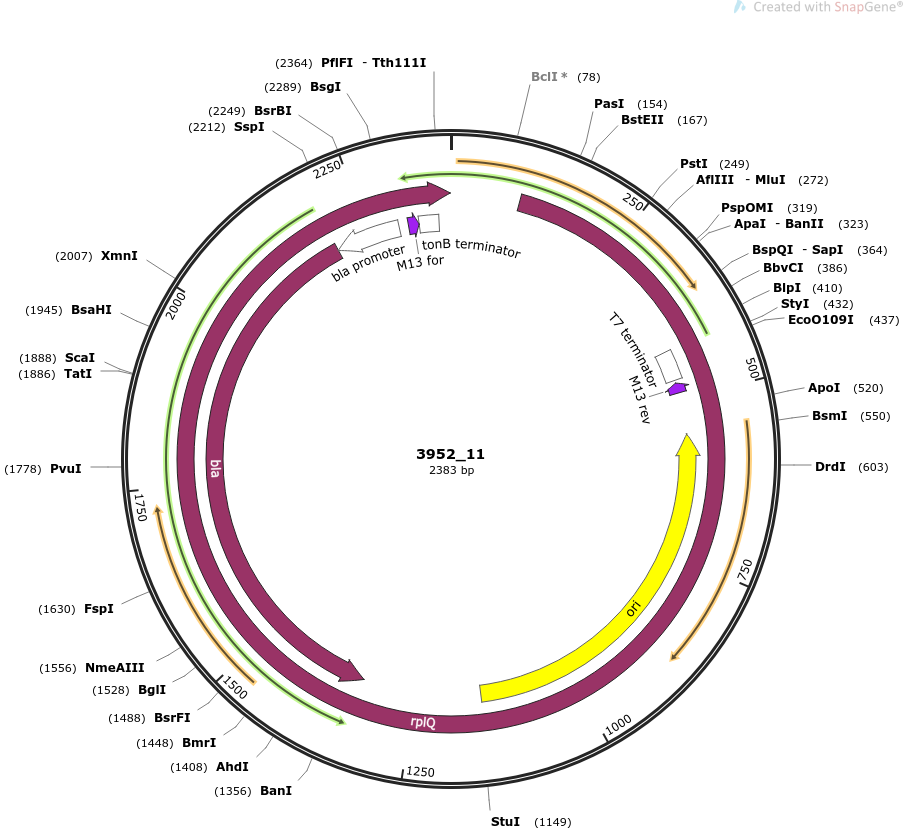 Created with SnapGene®
(2364) PflFI - Tth111I
(2289) BsgI
(2249) BsrBI
(2212) SspI
BclI * (78)
PasI (154)
BstEII (167)
PstI (249)
AflIII - MluI (272)
PspOMI (319)
ApaI - BanII (323)
BspQI - SapI (364)
BbvCI (386)
BlpI (410)
StyI (432)
EcoO109I (437)
ApoI (520)
BsmI (550)
DrdI (603)
StuI (1149)
(1356) BanI
(1408) AhdI
(1448) BmrI
(1488) BsrFI
(1528) BglI
(1556) NmeAIII
(1630) FspI
(1778) PvuI
(1886) TatI
(1888) ScaI
(1945) BsaHI
(2007) XmnI
250
500
750
1000
1250
1500
1750
2000
2250
bla promoter
M13 for
tonB terminator
T7 terminator
M13 rev
ori
rplQ
bla
3952_11
2383 bp